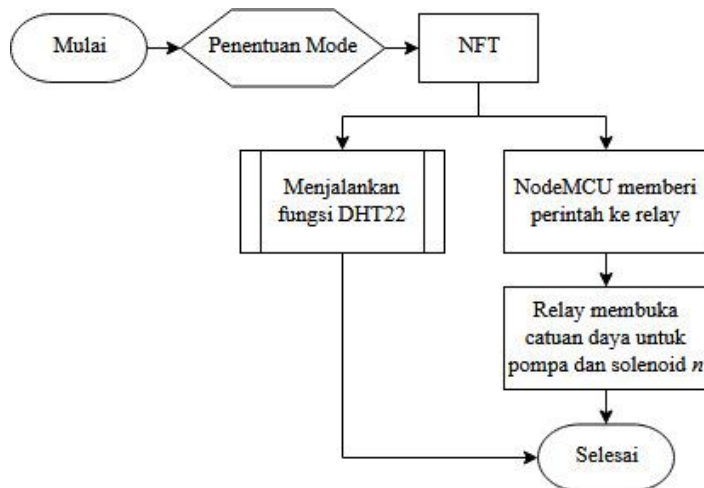 Mulai
Penentuan Mode
NFT
Menjalankan
fungsi DHT22
NodeMCU memberi
perintah ke relay
Relay membuka
catuan daya untuk
pompa dan solenoid n
Selesai